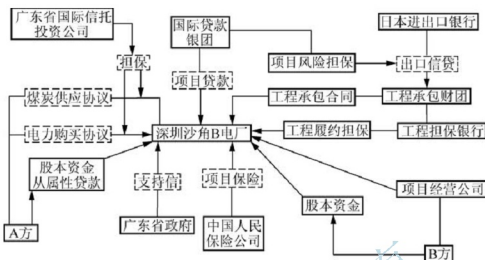 广东省国际信托
投资公司
国际贷款
银团
日本进出口银行
担保
项目风险担保
出口信贷
项目贷款
煤炭供应协议
工程承包合同
工程承包财团
电力购买协议
深圳沙角B电厂
工程履约担保
工程担保银行
股本资金
从属性贷款
支持信
项目保险
项目经营公司
股本资金
A方
广东省政府
中国人民
保险公司
B方